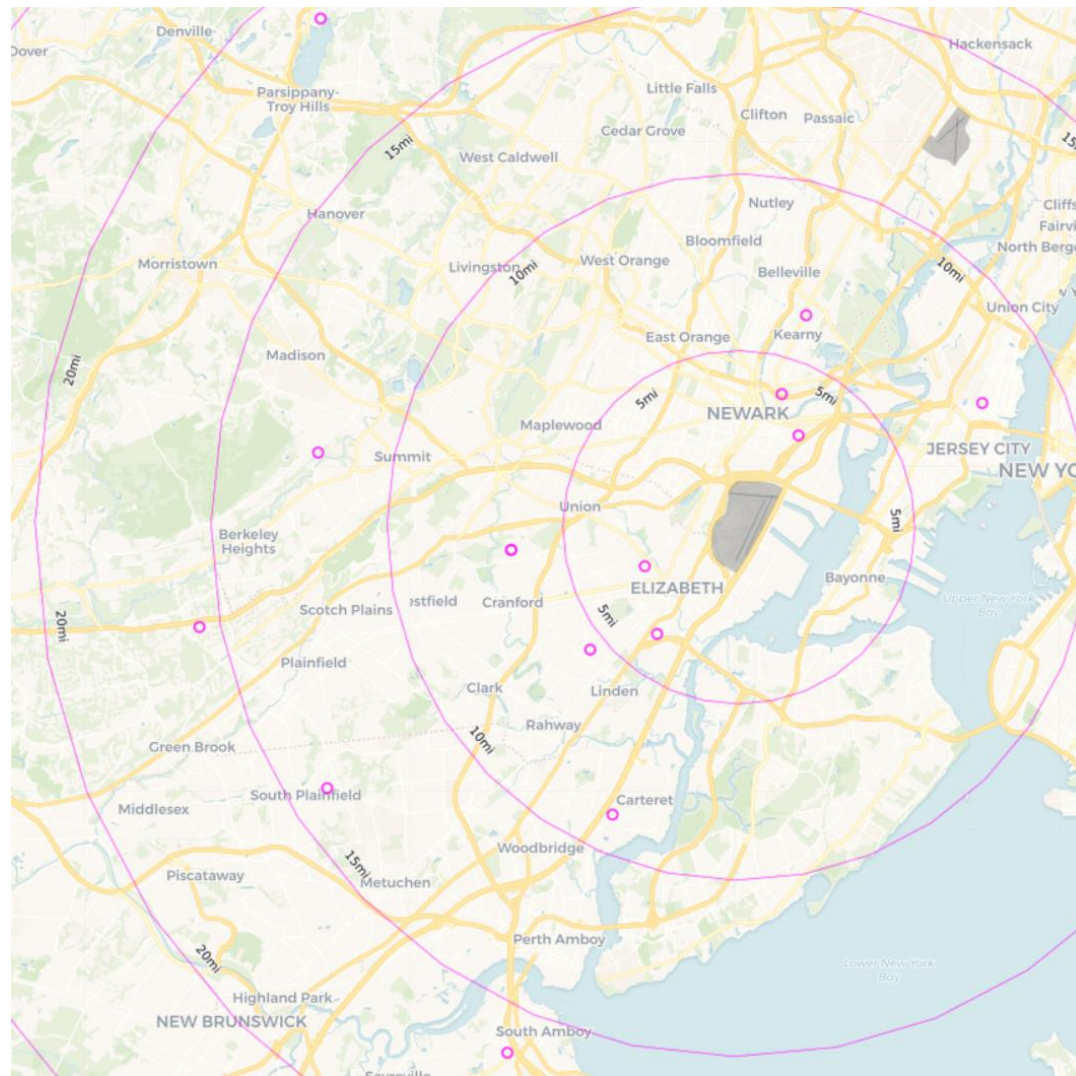 Denville
Hackensack
Dover
Parsippany-
Troy Hills
Little Falls
Clifton
Passaic
Cedar Grove
15mi
West Caldwell
Nutley
Hanover
Bloomfield
North Berge
Morristown
Livingston
West Orange
Belleville
10mi
10mi
Union City
East Orange
Kearny
Madison
20mi
5mi
5mi
NEWARK
Maplewood
Summit
JERSEY CITY
NEW YO
Union
5mi
Berkeley
Heights
Bayonne
ELIZABETH
Scotch Plains
estfield
Cranford
Upper New York
Bay
20mi
5mi
Plainfield
Clark
Linden
Rahway
Green Brook
10mi
South Plainfield
Carteret
Middlesex
Woodbridge
15mi
Piscataway
Metuchen
Perth Amboy
20mi
Lower New York
Bay
Highland Park
NEW BRUNSWICK
South Amboy